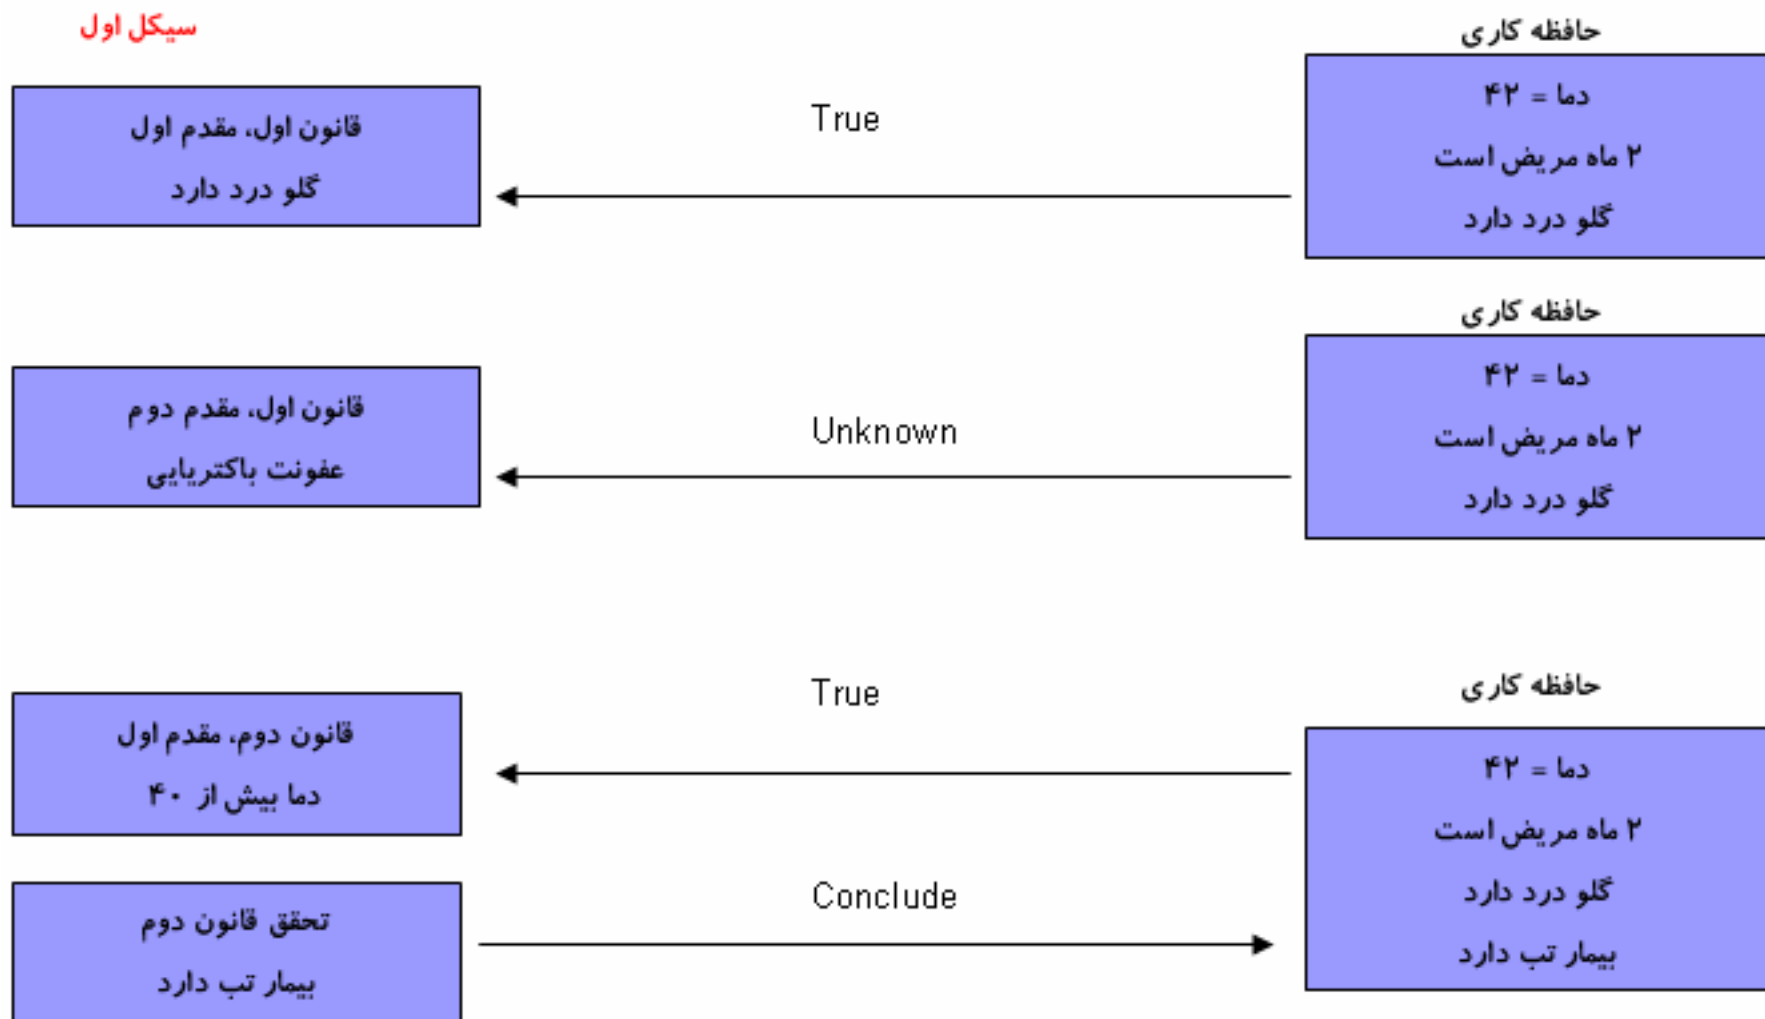 سیکل اول
حافظه کاری
دما = ۴۲
۲ ماه مریض است
گلو درد دارد
True
قانون اول، مقدم اول
گلو درد دارد
حافظه کاری
دما = ۴۲
۲ ماه مریض است
گلو درد دارد
Unknown
قانون اول، مقدم دوم
عفونت باکتریایی
حافظه کاری
دما = ۴۲
۲ ماه مریض است
گلو درد دارد
بیمار تب دارد
True
قانون دوم، مقدم اول
دما بیش از ۴۰
Conclude
تحقق قانون دوم
بیمار تب دارد